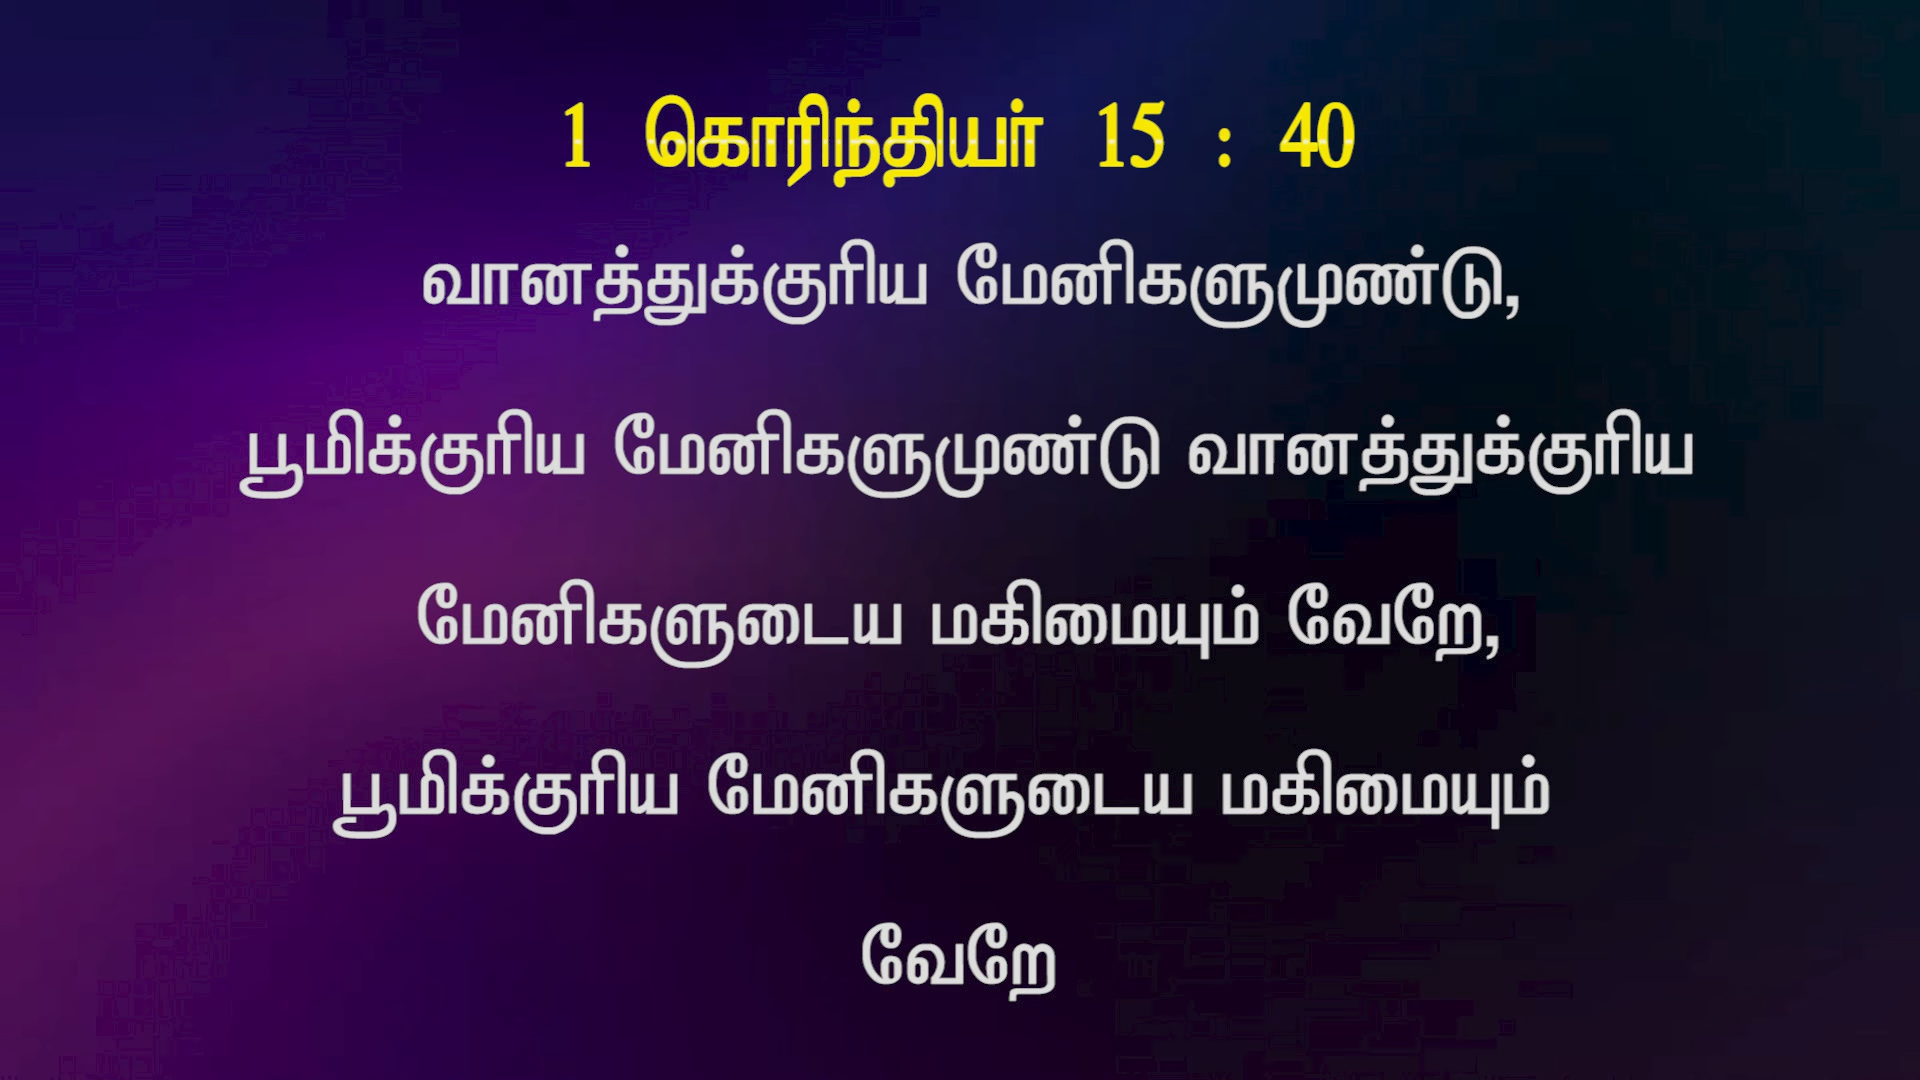 1 கொரிந்தியர் 15 : 40
வானத்துக்குரிய மேனிகளுமுண்டு,
பூமிக்குரிய மேனிகளுமுண்டு வானத்துக்குரிய
மேனிகளுடைய மகிமையும் வேறே,
பூமிக்குரிய மேனிகளுடைய மகிமையும்
வேறே